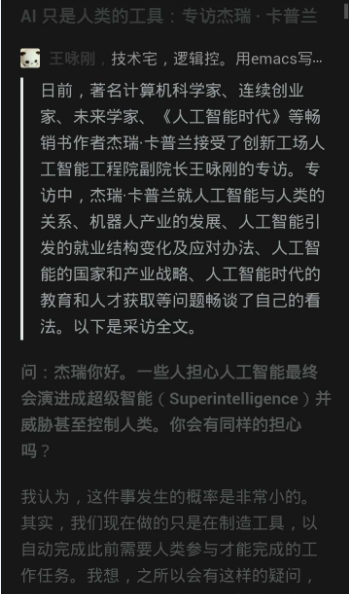 AI 只是人类的工具：专访杰瑞 · 卡普兰
王咏刚，技术宅，逻辑控。用emacs写...
日前，著名计算机科学家、连续创业
家、未来学家、《人工智能时代》等畅
销书作者杰瑞·卡普兰接受了创新工场人
工智能工程院副院长王咏刚的专访。专
访中，杰瑞·卡普兰就人工智能与人类的
关系、机器人产业的发展、人工智能引
发的就业结构变化及应对办法、人工智
能的国家和产业战略、人工智能时代的
教育和人才获取等问题畅谈了自己的看
法。以下是采访全文。
问：杰瑞你好。一些人担心人工智能最终
会演进成超级智能（Superintelligence）并
威胁甚至控制人类。你会有同样的担心
吗？
我认为，这件事发生的概率是非常小的。
其实，我们现在做的只是在制造工具，以
自动完成此前需要人类参与才能完成的工
作任务。我想，之所以会有这样的疑问，